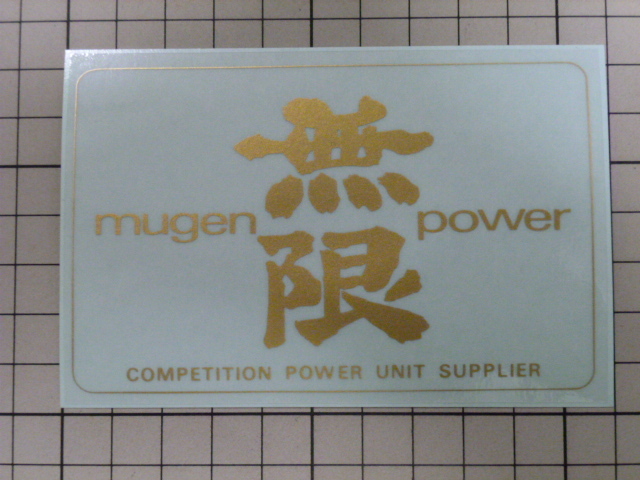 無限
mugen power
COMPETITION POWER UNIT SUPPLIER